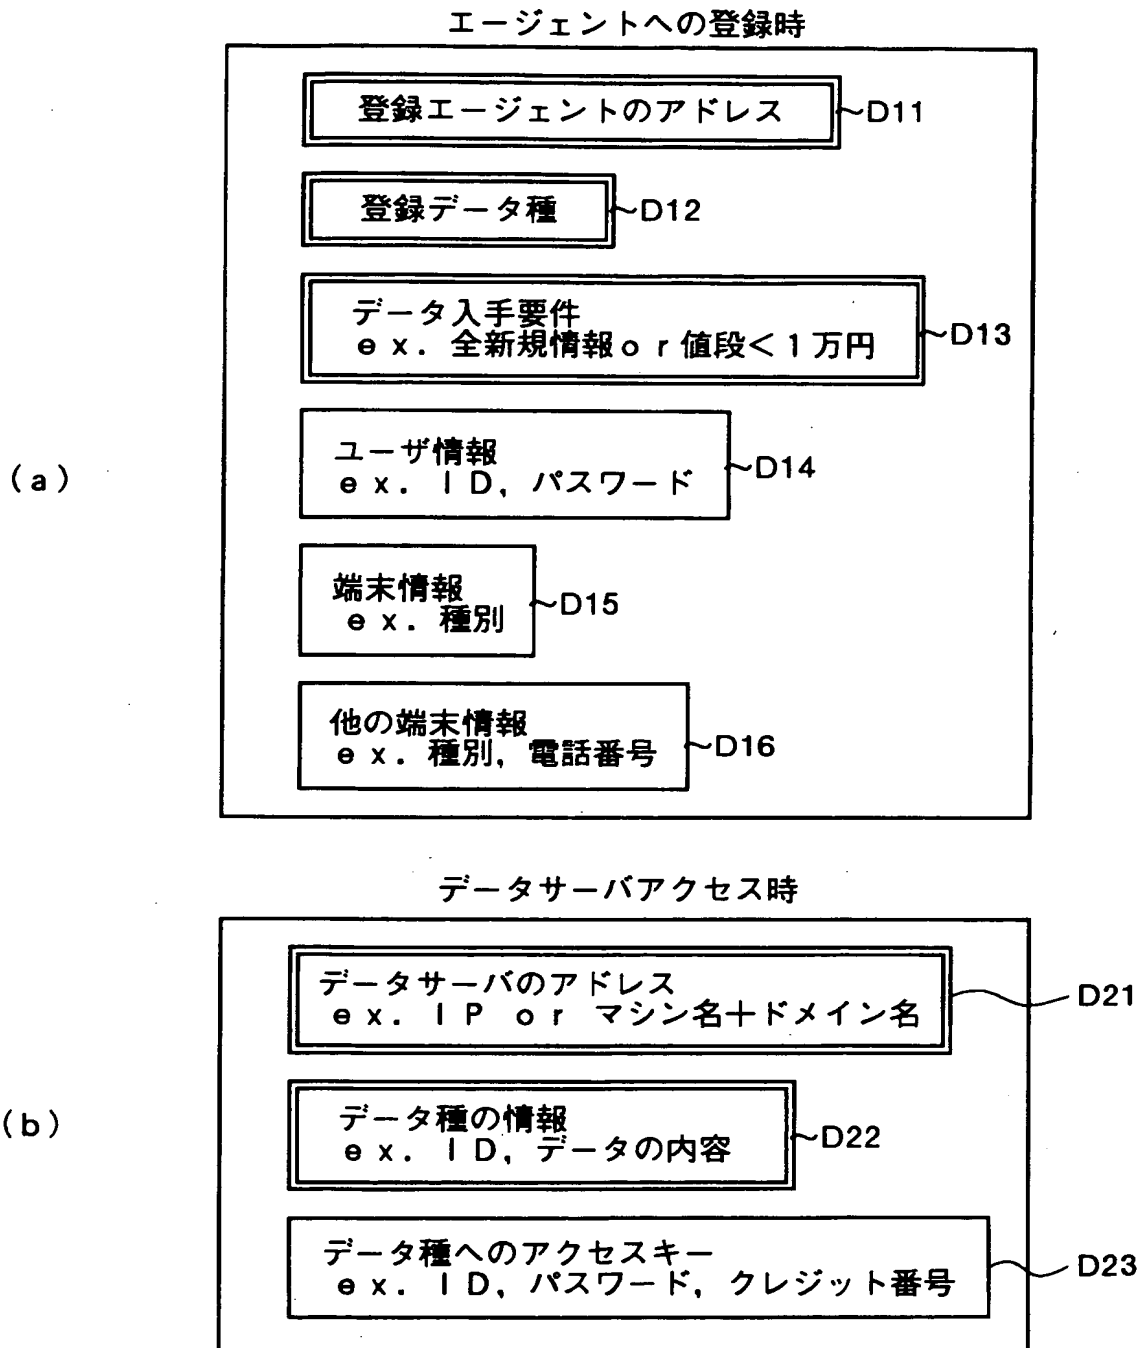 エージェントへの登録時
登録エージェントのアドレス
D11
登録データ種
D12
データ入手要件
ex. 全新規情報or値段<1万円
D13
(a)
ユーザ情報
ex. ID, パスワード
D14
端末情報
ex. 種別
D15
他の端末情報
ex. 種別, 電話番号
D16
データサーバアクセス時
データサーバのアドレス
ex. IP or マシン名+ドメイン名
D21
(b)
データ種の情報
ex. ID, データの内容
D22
データ種へのアクセスキー
ex. ID, パスワード, クレジット番号
D23